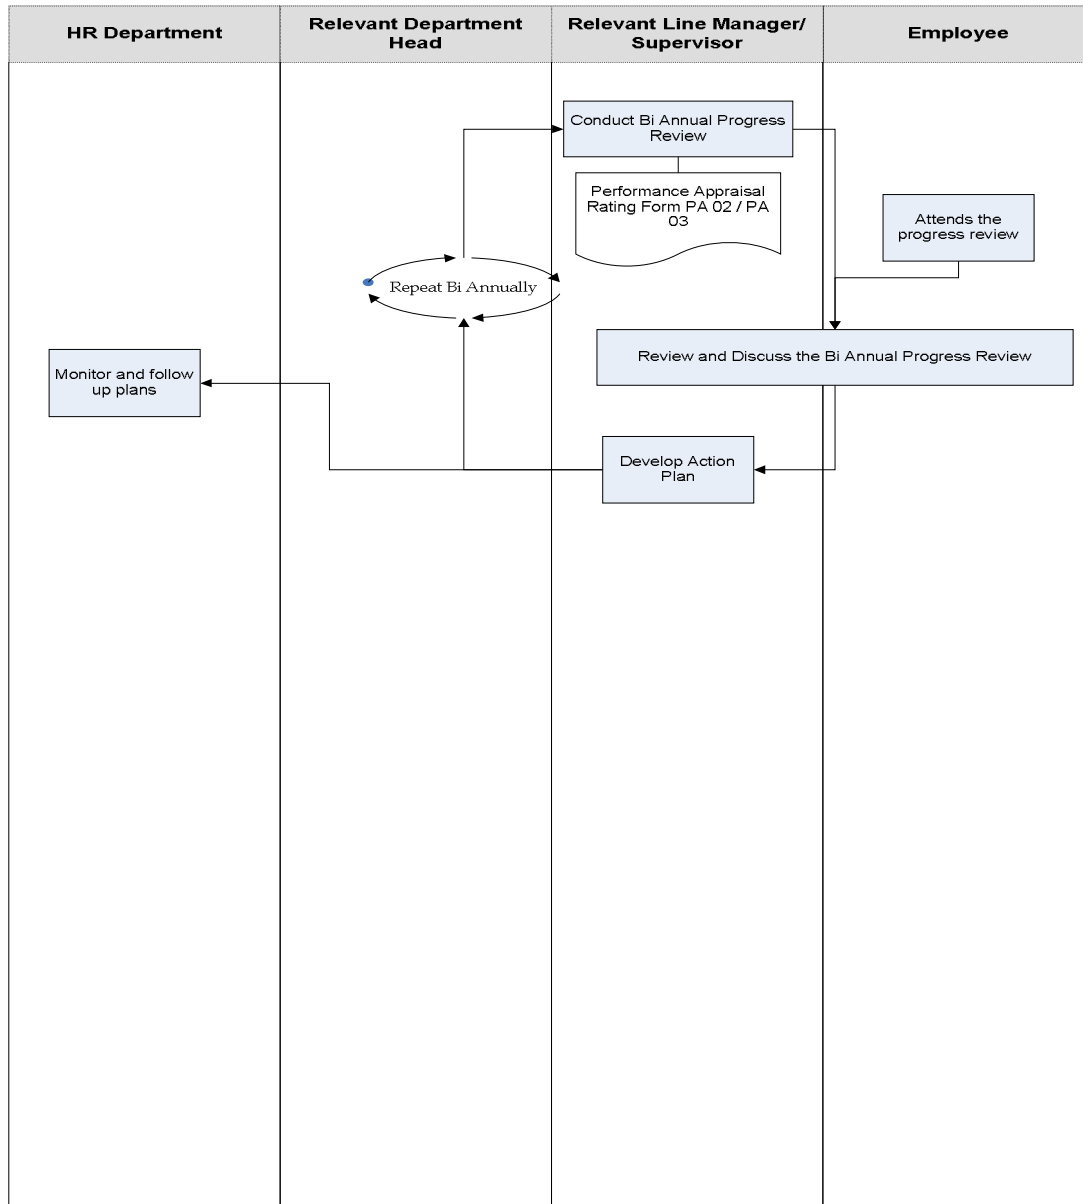 HR Department
Relevant Department
Head
Relevant Line Manager/
Supervisor
Employee
Conduct Bi Annual Progress
Review
Performance Appraisal
Rating Form PA 02 / PA
03
Attends the
progress review
Repeat Bi Annually
Review and Discuss the Bi Annual Progress Review
Monitor and follow
up plans
Develop Action
Plan